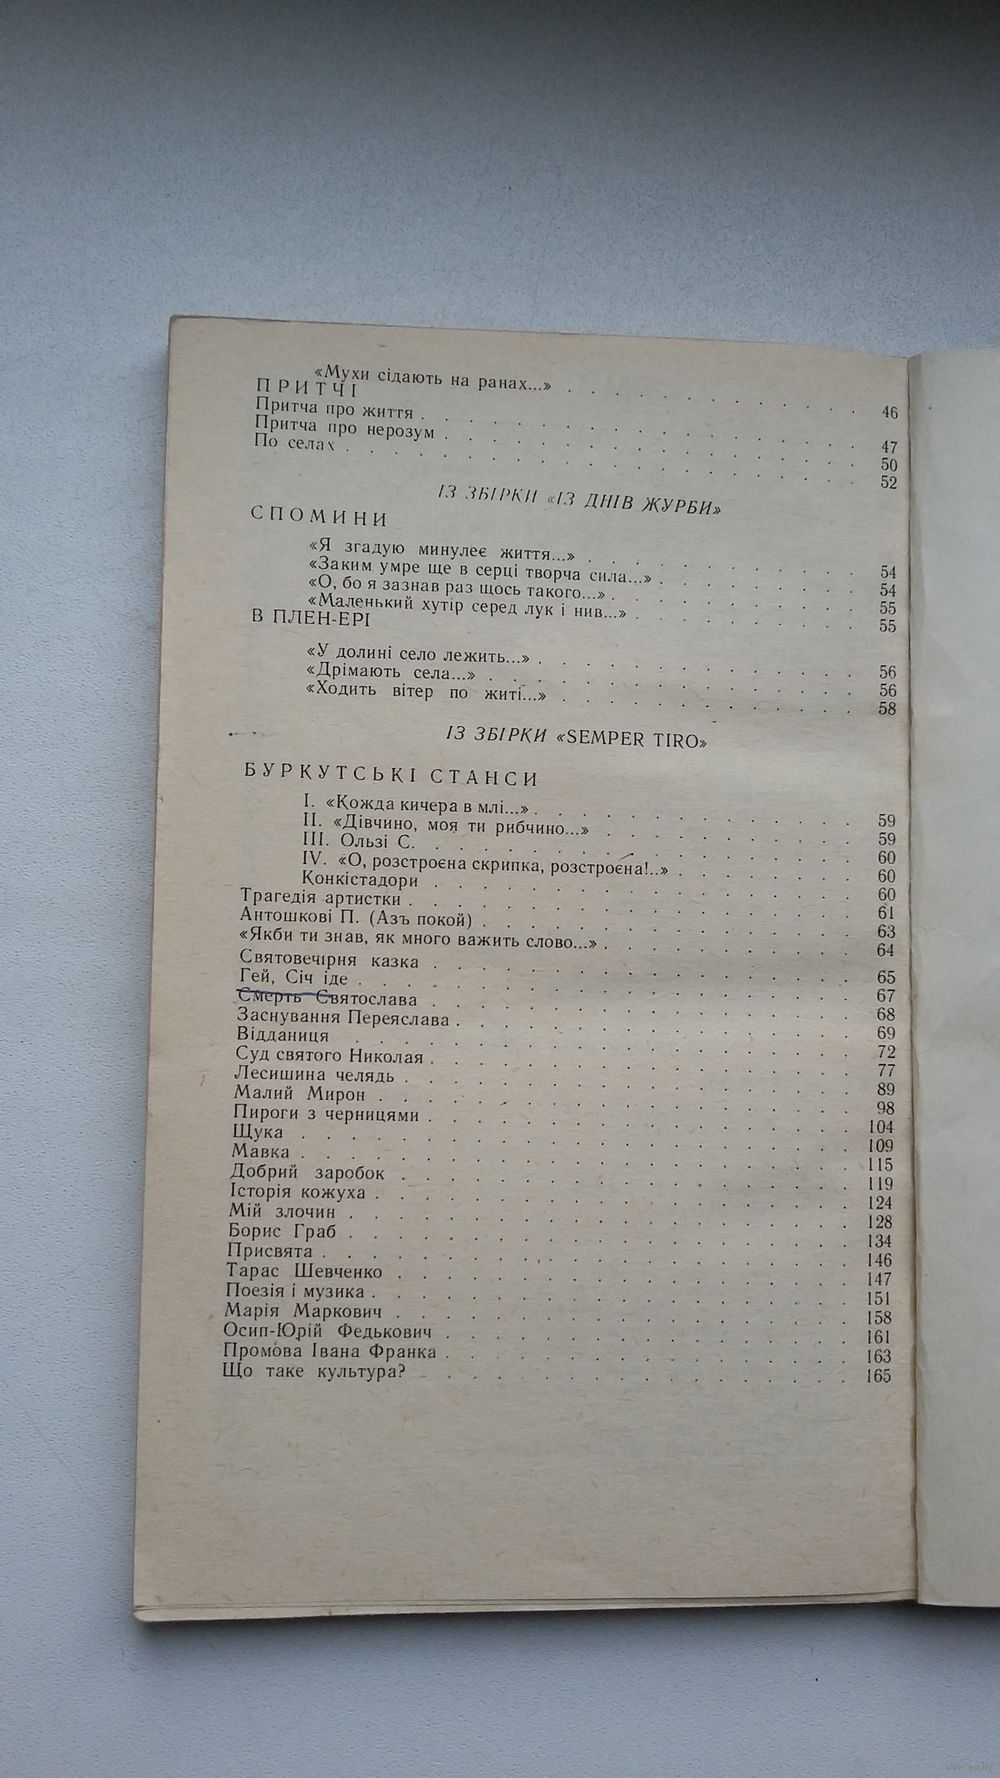 «Мухи сідають на ранах...» . . . . . . . . . 46
ПРИТЧІ
Притча про життя . . . . . . . . . . . . 47
Притча про нерозум . . . . . . . . . . . 50
По селах . . . . . . . . . . . . . . . 52
ІЗ ЗБІРКИ «ІЗ ДНІВ ЖУРБИ»
СПОМИНИ
«Я згадую минулеє життя...» . . . . . . . . 54
«Заким умре ще в серці творча сила...» . . . . . 54
«О, бо я зазнав раз щось такого...» . . . . . . 55
«Маленький хутір серед лук і нив...» . . . . . . 55
В ПЛЕН-ЕРІ
«У долині село лежить...» . . . . . . . . . 56
«Дрімають села...» . . . . . . . . . . . 56
«Ходить вітер по житі...» . . . . . . . . . 58
ІЗ ЗБІРКИ «SEMPER TIRO»
БУРКУТСЬКІ СТАНСИ
I. «Кожда кичера в млі...» . . . . . . . . . 59
II. «Дівчино, моя ти рибчино...» . . . . . . . 59
III. Ользі С. . . . . . . . . . . . . . 60
IV. «О, розстроєна скрипка, розстроєна!..» . . . . 60
Конкістадори . . . . . . . . . . . . . 60
Трагедія артистки . . . . . . . . . . . . 61
Антошкові П. (Азъ покой) . . . . . . . . . . 63
«Якби ти знав, як много важить слово...» . . . . . . 64
Святовечірня казка . . . . . . . . . . . . 65
Гей, Січ іде . . . . . . . . . . . . . . 67
Смерть Святослава . . . . . . . . . . . . 68
Заснування Переяслава . . . . . . . . . . . 69
Відданиця . . . . . . . . . . . . . . . 72
Суд святого Николая . . . . . . . . . . . . 77
Лесишина челядь . . . . . . . . . . . . . 89
Малий Мирон . . . . . . . . . . . . . . 98
Пироги з черницями . . . . . . . . . . . . 104
Щука . . . . . . . . . . . . . . . . 109
Мавка . . . . . . . . . . . . . . . . 115
Добрий заробок . . . . . . . . . . . . . 119
Історія кожуха . . . . . . . . . . . . . 124
Мій злочин . . . . . . . . . . . . . . 128
Борис Граб . . . . . . . . . . . . . . 134
Присвята . . . . . . . . . . . . . . . 146
Тарас Шевченко . . . . . . . . . . . . . 147
Поезія і музика . . . . . . . . . . . . . 151
Марія Маркович . . . . . . . . . . . . . 158
Осип-Юрій Федькович . . . . . . . . . . . 161
Промова Івана Франка . . . . . . . . . . . 163
Що таке культура? . . . . . . . . . . . . 165
www.ay.by